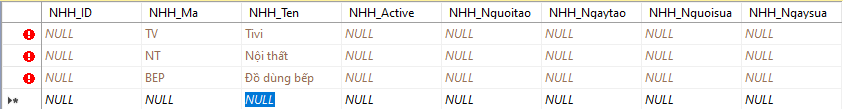 NHH_ID NHH_Ma NHH_Ten NHH_Active NHH_Nguoitao NHH_Ngaytao NHH_Nguoisua NHH_Ngaysua
NULL TV Tivi NULL NULL NULL NULL NULL
NULL NT Nội thất NULL NULL NULL NULL NULL
NULL BEP Đồ dùng bếp NULL NULL NULL NULL NULL
NULL NULL NULL NULL NULL NULL NULL NULL